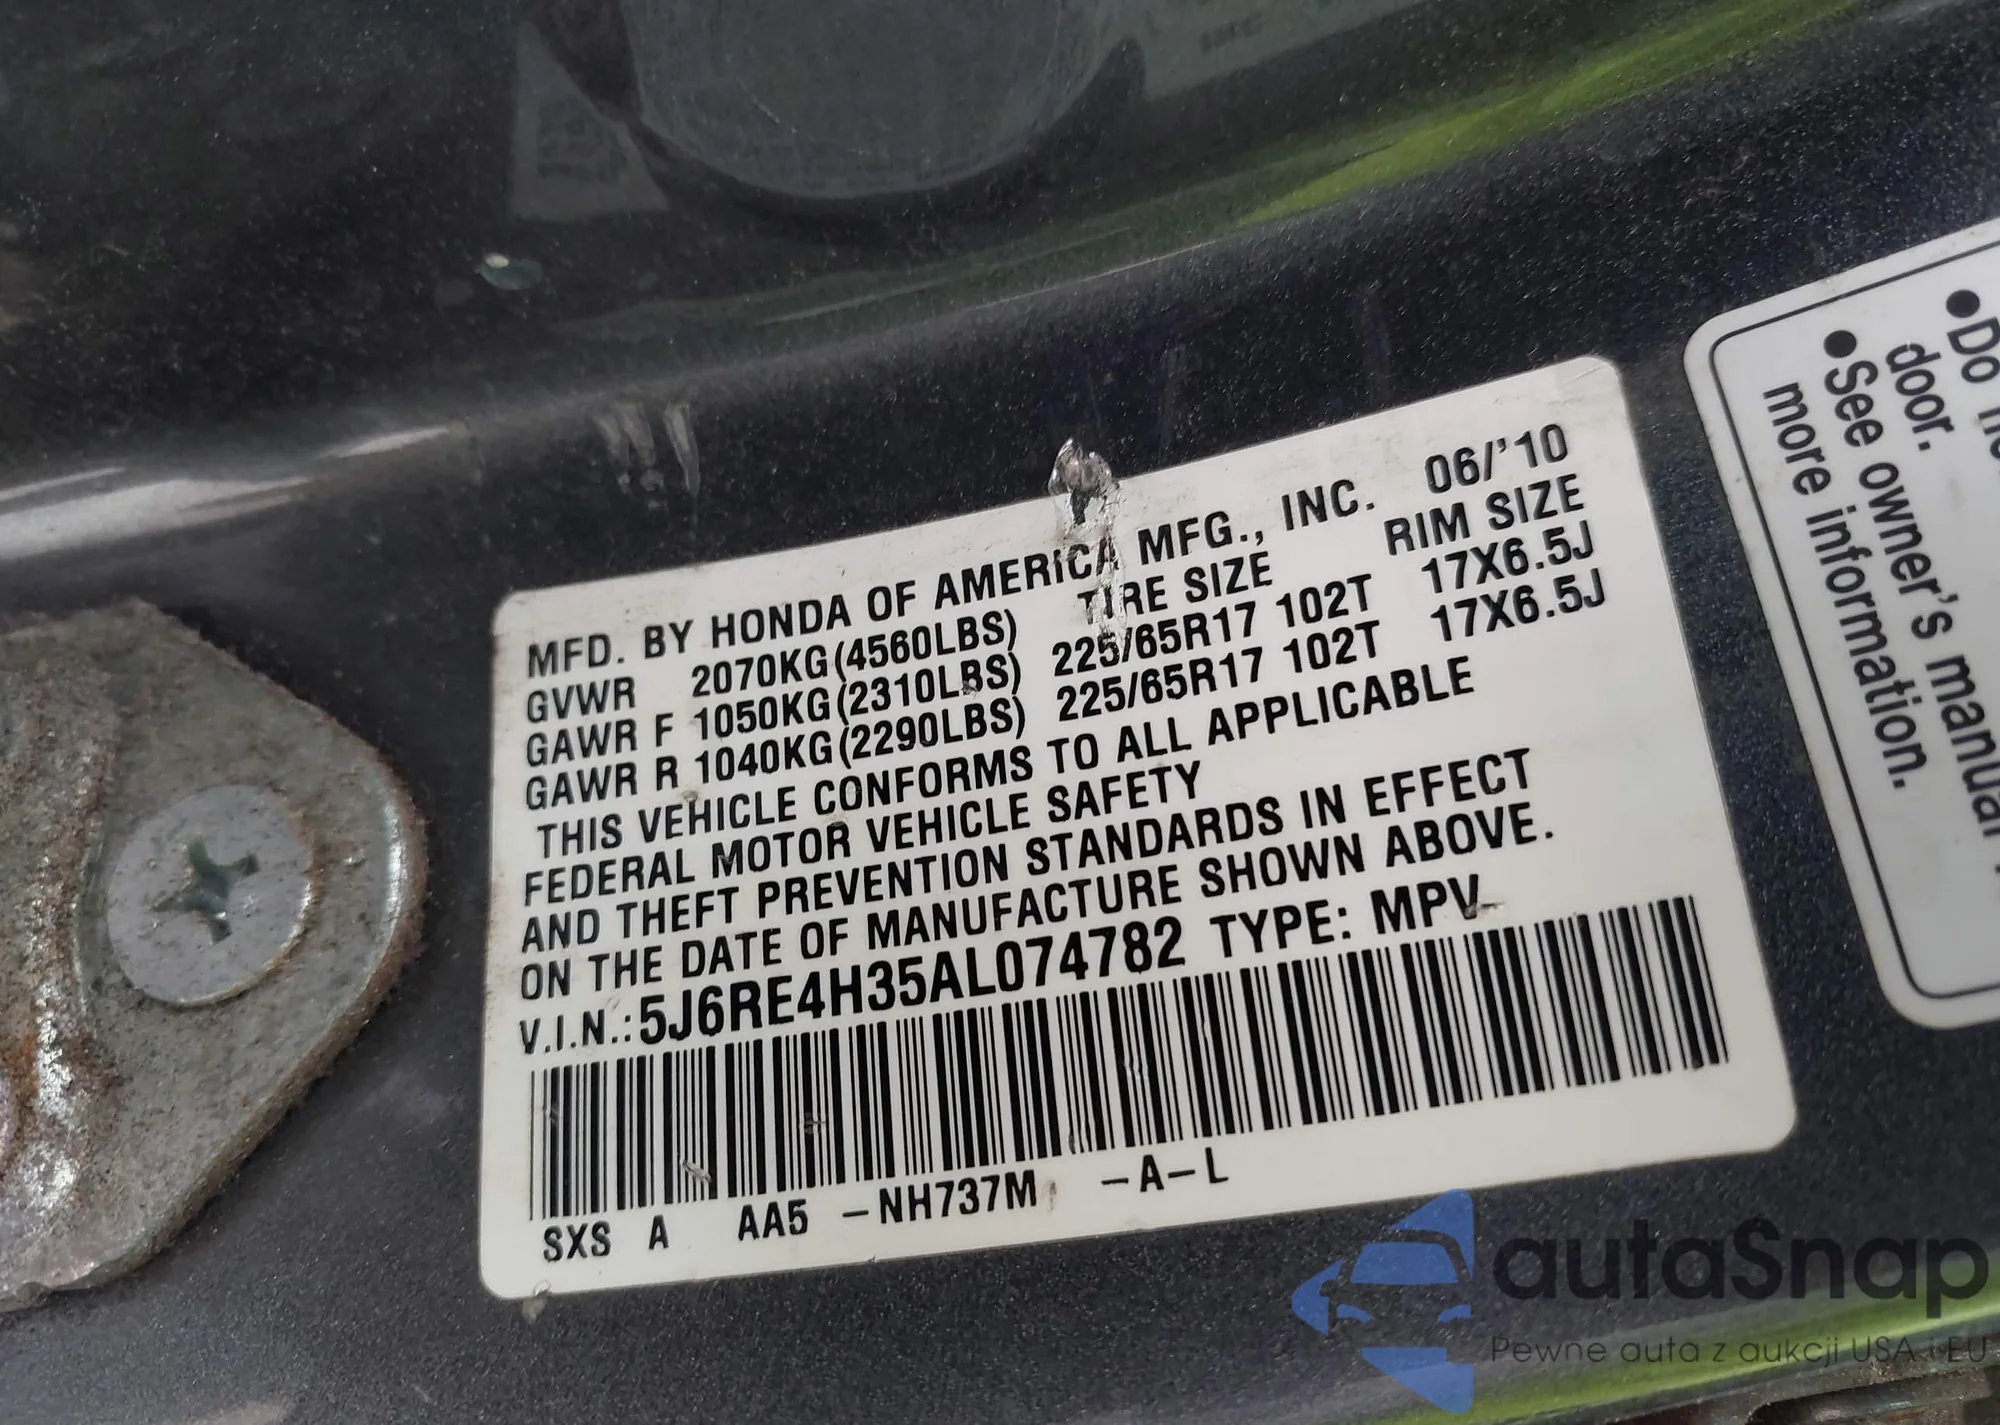 MFD. BY HONDA OF AMERICA MFG., INC. 06/'10
GVWR 2070KG(4560LBS) TIRE SIZE RIM SIZE
GAWR F 1050KG(2310LBS) 225/65R17 102T 17X6.5J
GAWR R 1040KG(2290LBS) 225/65R17 102T 17X6.5J
THIS VEHICLE CONFORMS TO ALL APPLICABLE
FEDERAL MOTOR VEHICLE SAFETY
AND THEFT PREVENTION STANDARDS IN EFFECT
ON THE DATE OF MANUFACTURE SHOWN ABOVE.
V.I.N.:5J6RE4H35AL074782 TYPE: MPV
SXS A AA5 -NH737M -A-L
●Do
door.
●See owner's manual
more information.
autaSnap
Pewne auta z aukcji USA i EU